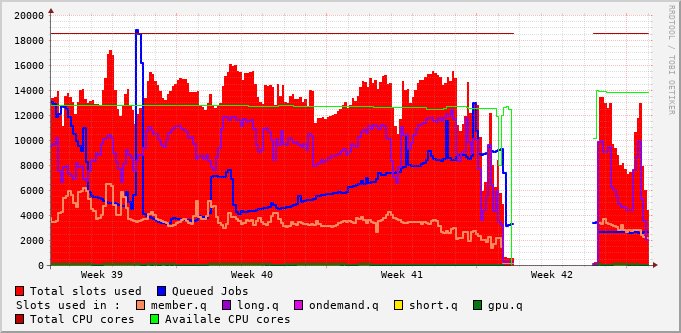 20000
18000
16000
14000
12000
10000
8000
6000
4000
2000
0
Week 39 Week 40 Week 41 Week 42
Total slots used Queued Jobs
Slots used in : member.q long.q ondemand.q short.q gpu.q
Total CPU cores Availale CPU cores
RRDTOOL / TOBI OETIKER